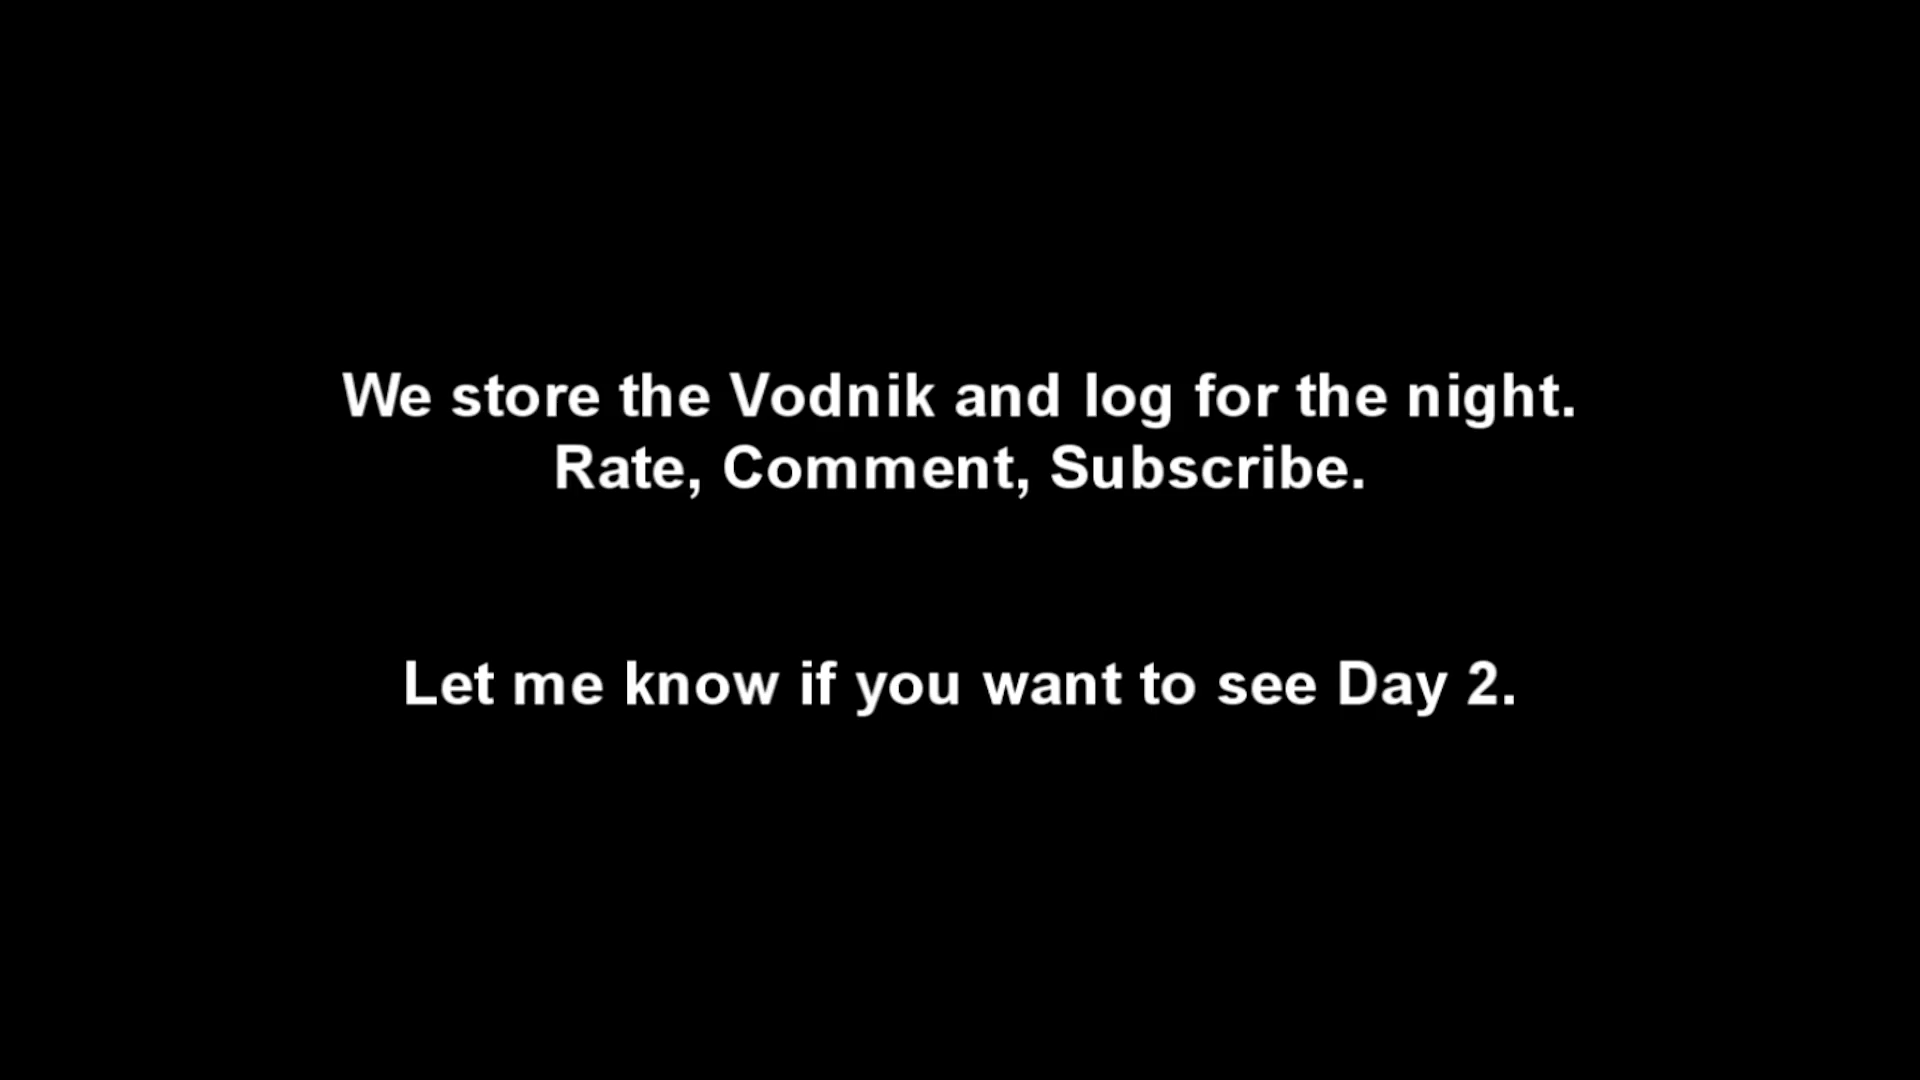 We store the Vodnik and log for the night.
Rate, Comment, Subscribe.
Let me know if you want to see Day 2.